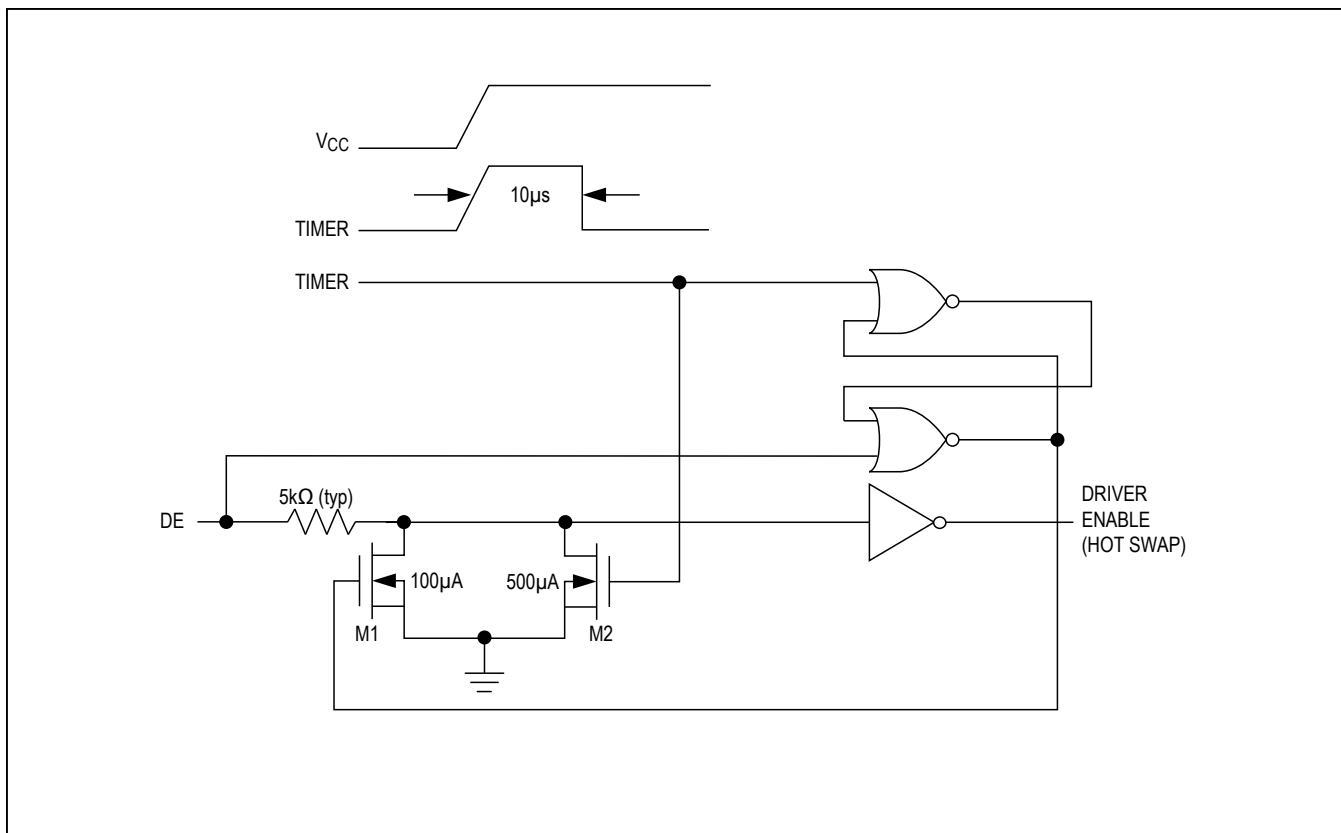 VCC
10µs
TIMER
TIMER
5kΩ (typ)
DE
100µA
500µA
M1
M2
DRIVER
ENABLE
(HOT SWAP)